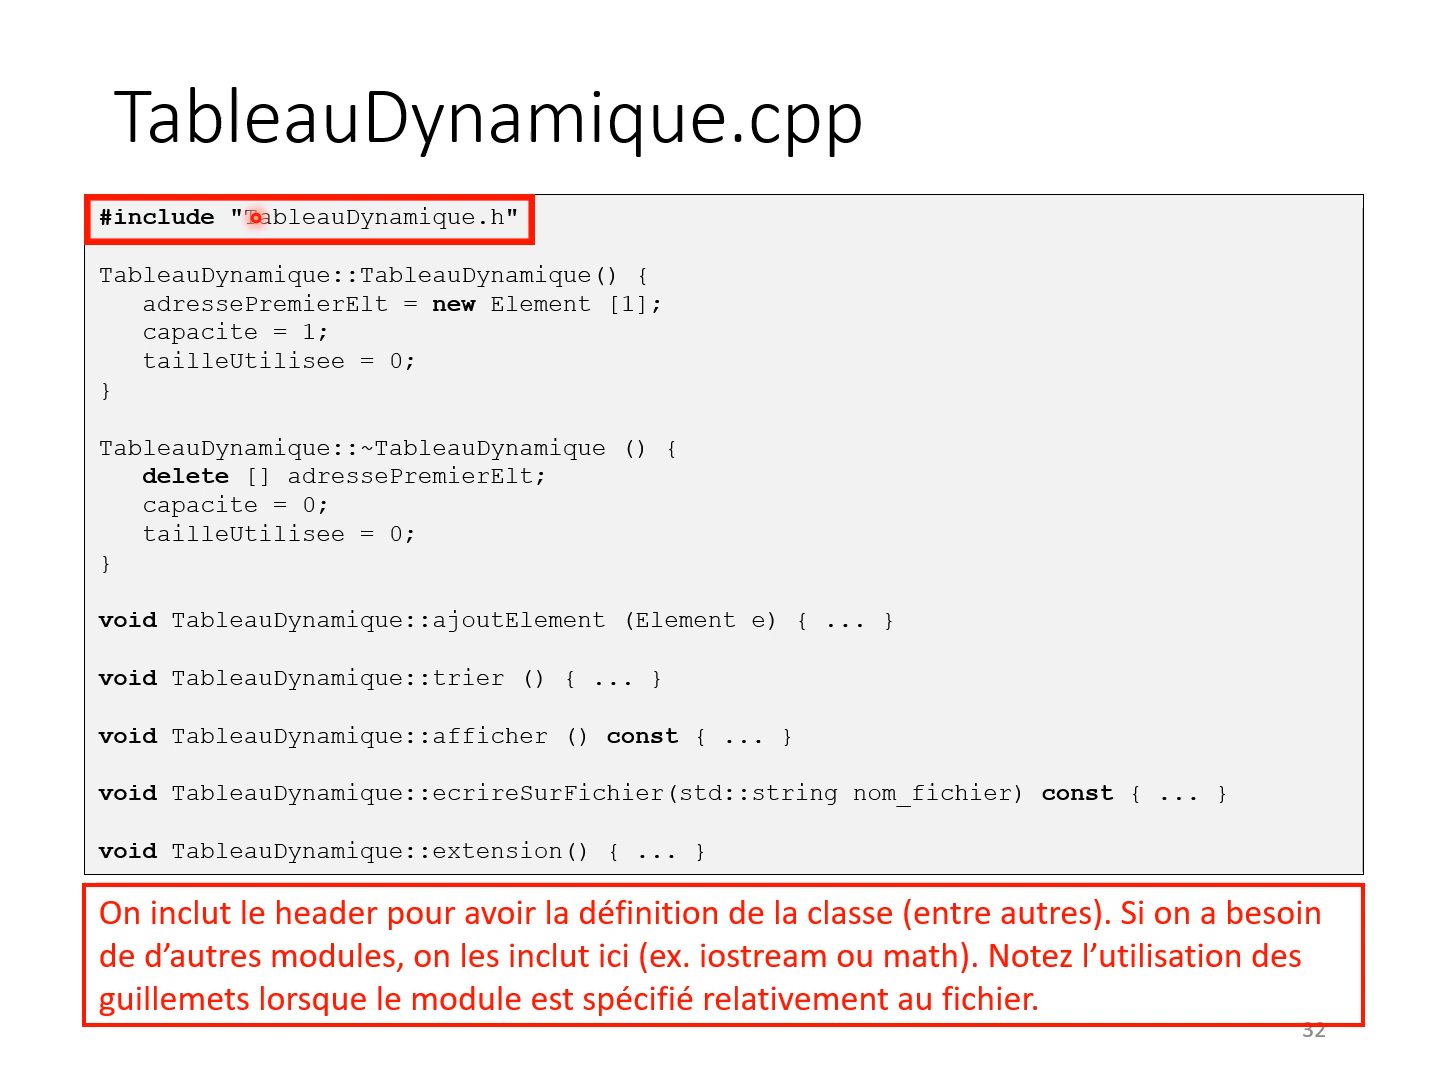 TableauDynamique.cpp
#include "TableauDynamique.h"
TableauDynamique::TableauDynamique() {
adressePremierElt = new Element [1];
capacite = 1;
tailleUtilisee = 0;
}
TableauDynamique::~TableauDynamique () {
delete [] adressePremierElt;
capacite = 0;
tailleUtilisee = 0;
}
void TableauDynamique::ajoutElement (Element e) { ... }
void TableauDynamique::trier () { ... }
void TableauDynamique::afficher () const { ... }
void TableauDynamique::ecrireSurFichier(std::string nom_fichier) const { ... }
void TableauDynamique::extension() { ... }
On inclut le header pour avoir la définition de la classe (entre autres). Si on a besoin
de d’autres modules, on les inclut ici (ex. iostream ou math). Notez l’utilisation des
guillemets lorsque le module est spécifié relativement au fichier.
32